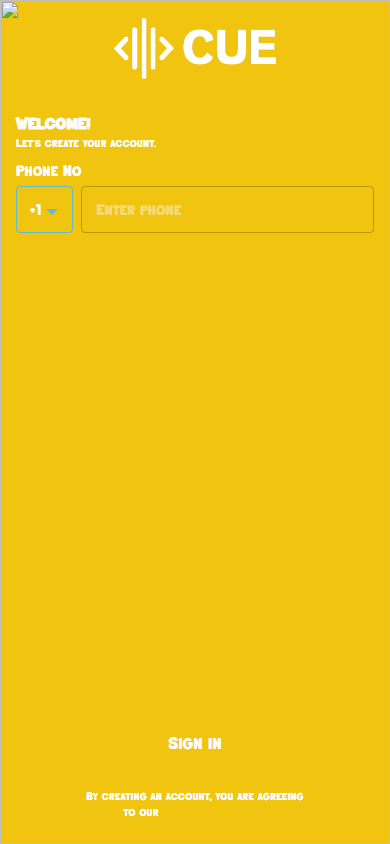 CUE
Welcome!
Let's create your account.
Phone No
+1
Enter phone
Sign in
By creating an account, you are agreeing
to our